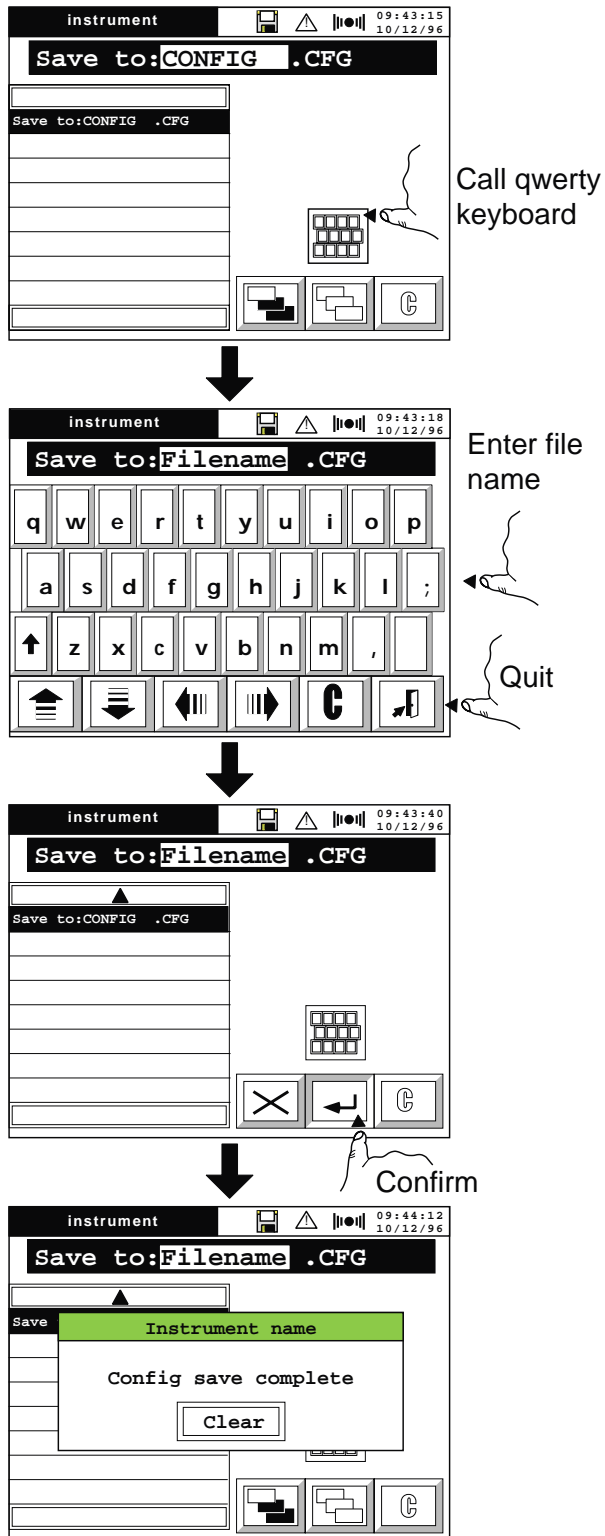 instrument
09:43:15
10/12/96
Save to:CONFIG .CFG
Save to:CONFIG .CFG
Call qwerty
keyboard
C
instrument
09:43:18
10/12/96
Save to:Filename .CFG
Enter file
name
q w e r t y u i o p
a s d f g h j k l ;
z x c v b n m ,
C
Quit
instrument
09:43:40
10/12/96
Save to:Filename .CFG
Save to:CONFIG .CFG
C
Confirm
instrument
09:44:12
10/12/96
Save to:Filename .CFG
Save
Instrument name
Config save complete
Clear
C